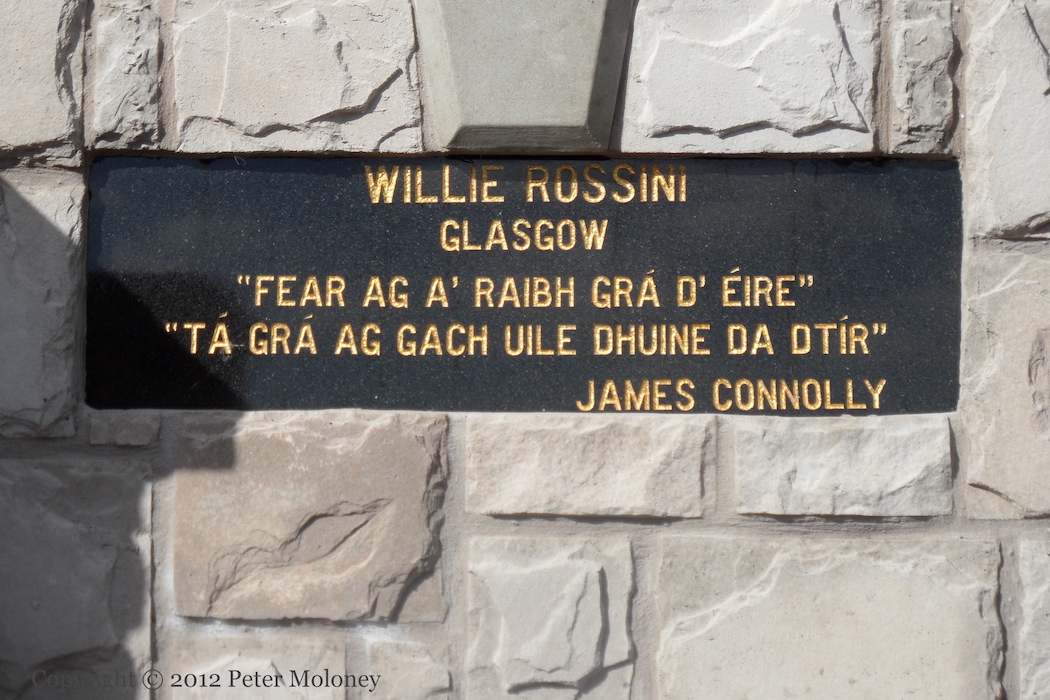 WILLIE ROSSINI
GLASGOW
“FEAR AG A' RAIBH GRÁ D' ÉIRE”
“TÁ GRÁ AG GACH UILE DHUINE DA DTÍR”
JAMES CONNOLLY
Copyright © 2012 Peter Moloney